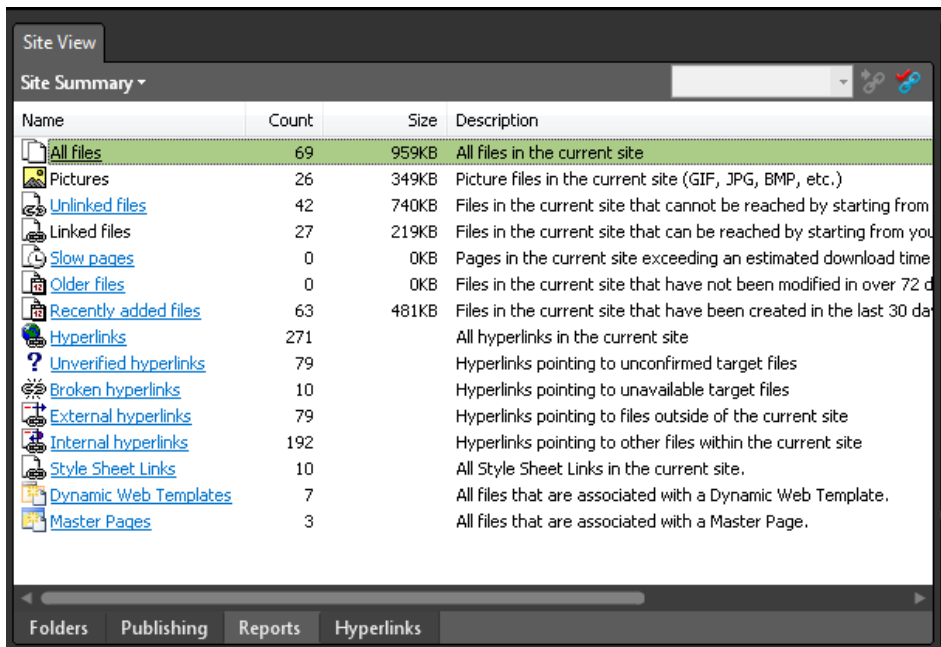 Site View
Site Summary
Name Count Size Description
All files 69 959KB All files in the current site
Pictures 26 349KB Picture files in the current site (GIF, JPG, BMP, etc.)
Unlinked files 42 740KB Files in the current site that cannot be reached by starting from
Linked files 27 219KB Files in the current site that can be reached by starting from you
Slow pages 0 0KB Pages in the current site exceeding an estimated download time
Older files 0 0KB Files in the current site that have not been modified in over 72 d
Recently added files 63 481KB Files in the current site that have been created in the last 30 da
Hyperlinks 271 All hyperlinks in the current site
? Unverified hyperlinks 79 Hyperlinks pointing to unconfirmed target files
Broken hyperlinks 10 Hyperlinks pointing to unavailable target files
External hyperlinks 79 Hyperlinks pointing to files outside of the current site
Internal hyperlinks 192 Hyperlinks pointing to other files within the current site
Style Sheet Links 10 All Style Sheet Links in the current site.
Dynamic Web Templates 7 All files that are associated with a Dynamic Web Template.
Master Pages 3 All files that are associated with a Master Page.
Folders Publishing Reports Hyperlinks